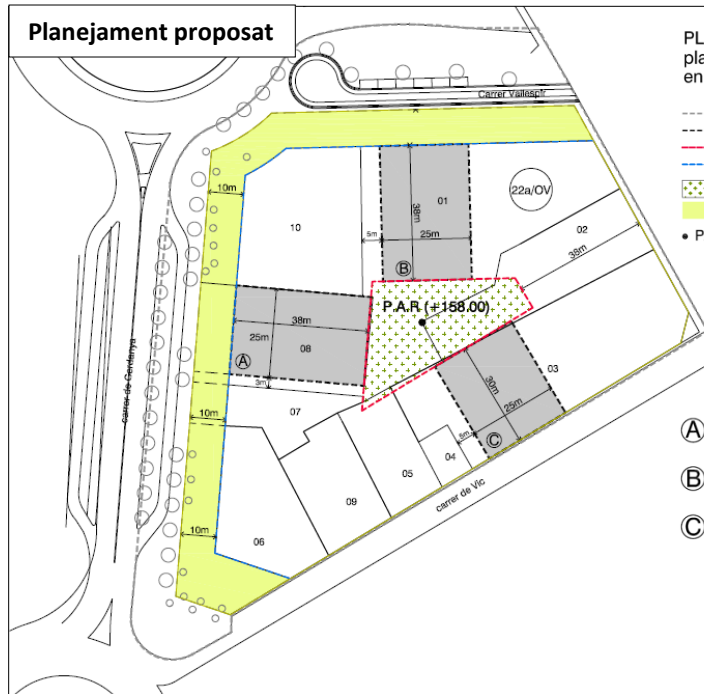 Planejament proposat
PL
pla
en
P
Carrer Vallespir
10m
10
5m
38m
01
25m
22a/OV
02
38m
B
P.A.R (+158.00)
38m
25m
08
A
3m
carrer de Cerdanya
10m
07
30m
03
25m
5m
C
04
05
09
06
carrer de Vic
10m
A
B
C